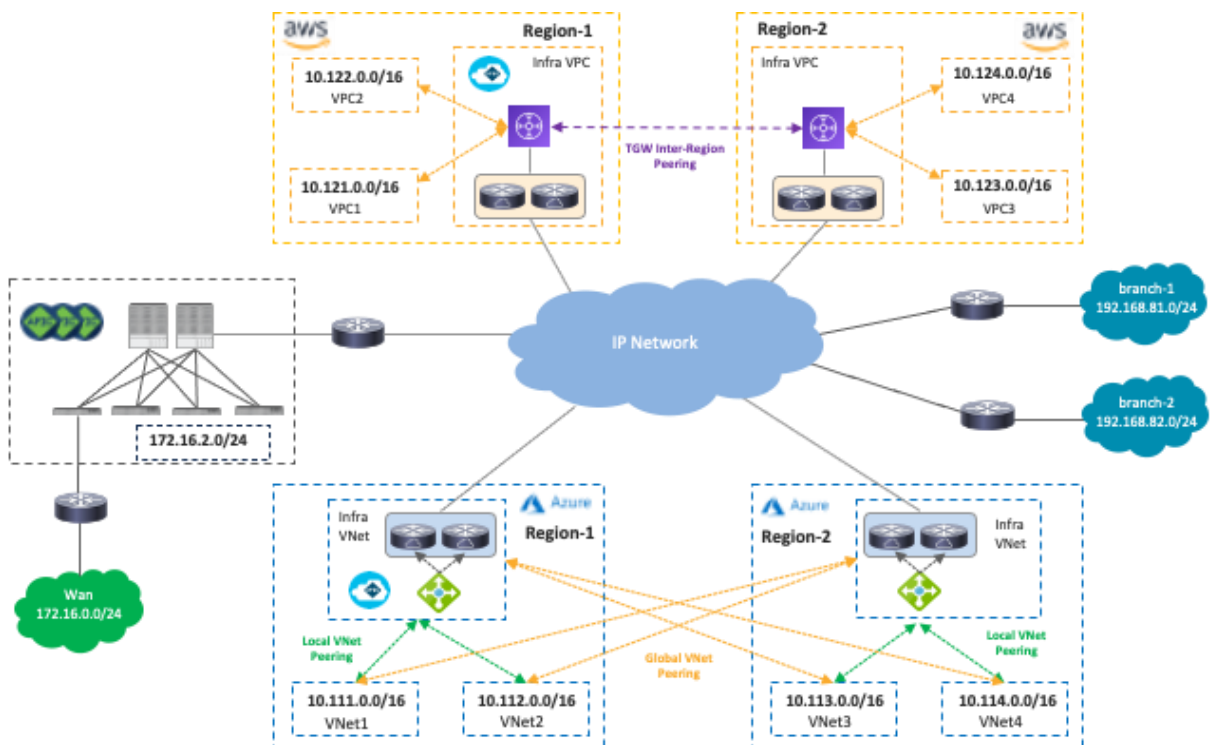 aws
Region-1
Infra VPC
10.122.0.0/16
VPC2
10.121.0.0/16
VPC1
Region-2
aws
Infra VPC
10.124.0.0/16
VPC4
10.123.0.0/16
VPC3
TGW Inter-Region
Peering
172.16.2.0/24
Wan
172.16.0.0/24
IP Network
branch-1
192.168.81.0/24
branch-2
192.168.82.0/24
Infra
VNet
Azure
Region-1
Local VNet
Peering
10.111.0.0/16
VNet1
10.112.0.0/16
VNet2
Global VNet
Peering
Azure
Region-2
Infra
VNet
Local VNet
Peering
10.113.0.0/16
VNet3
10.114.0.0/16
VNet4